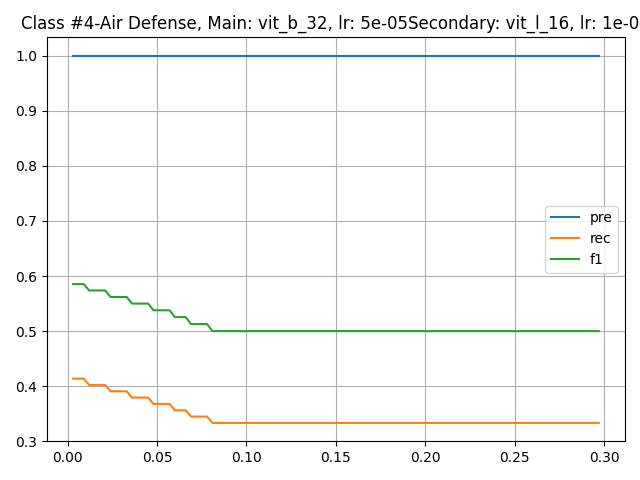 Class #4-Air Defense, Main: vit_b_32, lr: 5e-05Secondary: vit_l_16, lr: 1e-0
1.0
0.9
0.8
0.7
0.6
0.5
0.4
0.3
pre
rec
f1
0.00 0.05 0.10 0.15 0.20 0.25 0.30